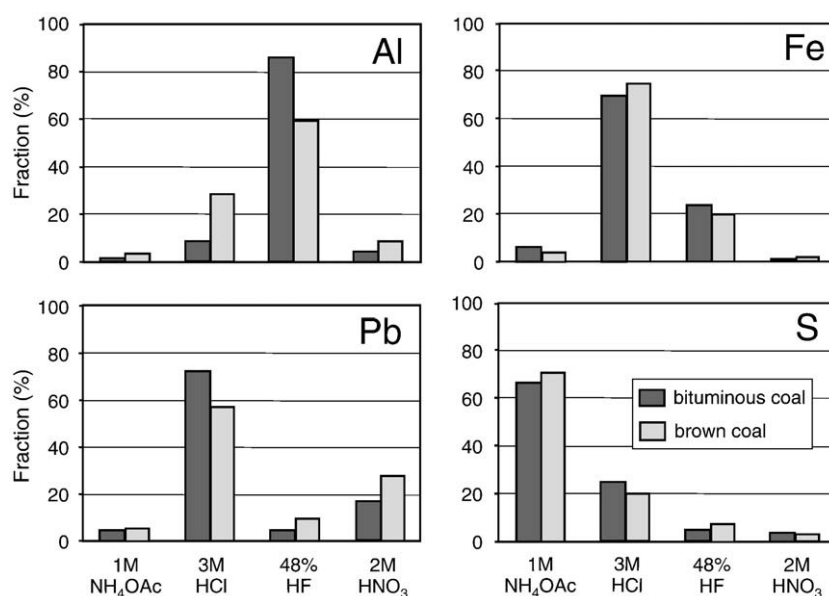 Al
Fraction (%)
100
80
60
40
20
0
Fe
100
80
60
40
20
0
Pb
Fraction (%)
100
80
60
40
20
0
1M NH₄OAc
3M HCl
48% HF
2M HNO₃
S
100
80
60
40
20
0
bituminous coal
brown coal
1M NH₄OAc
3M HCl
48% HF
2M HNO₃